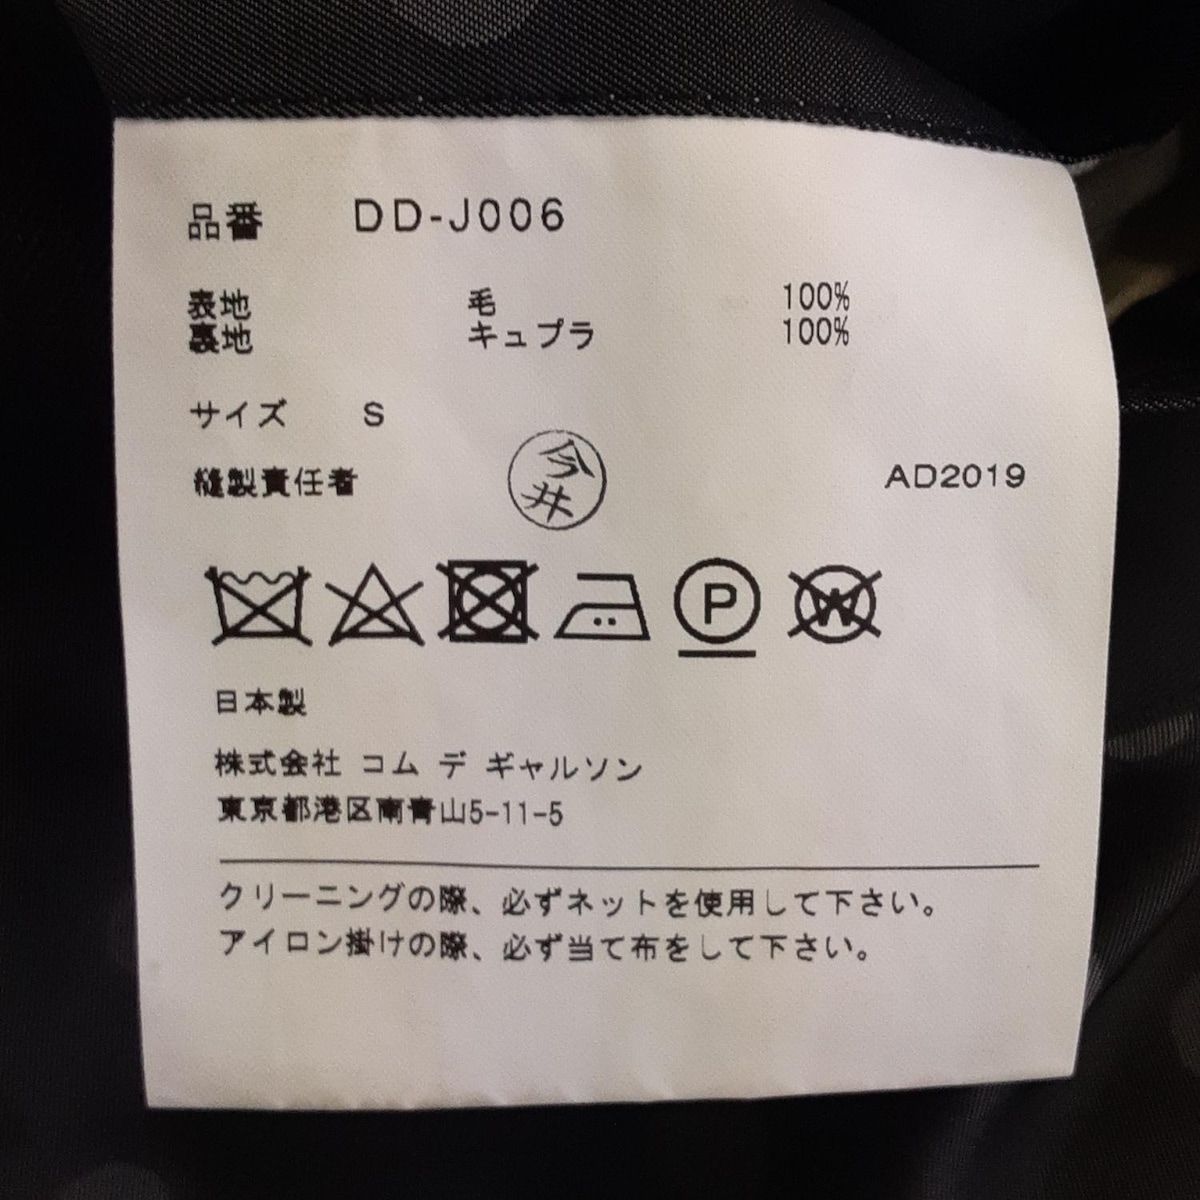 品番 DD-J006
表地 毛 100%
裏地 キュプラ 100%
サイズ S
縫製責任者 今井 AD2019
P W
日本製
株式会社 コム デ ギャルソン
東京都港区南青山5-11-5
クリーニングの際、必ずネットを使用して下さい。
アイロン掛けの際、必ず当て布をして下さい。